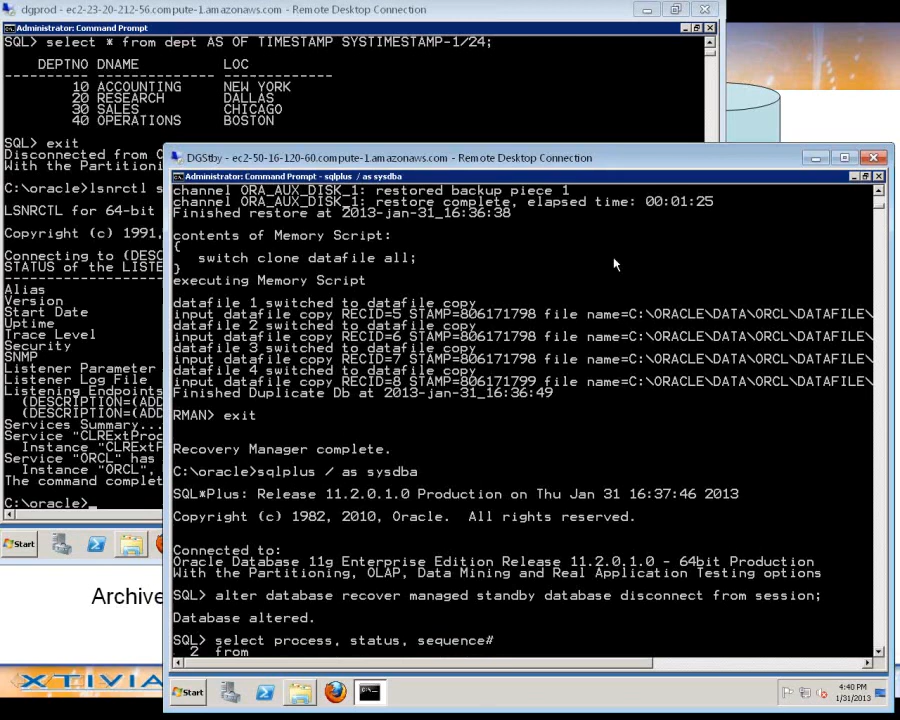 dgprod - ec2-23-20-212-56.compute-1.amazonaws.com - Remote Desktop Connection
Administrator: Command Prompt
SQL> select * from dept AS OF TIMESTAMP SYSTIMESTAMP-1/24;
DEPTNO DNAME LOC
---------- -------------- -------------
10 ACCOUNTING NEW YORK
20 RESEARCH DALLAS
30 SALES CHICAGO
40 OPERATIONS BOSTON
SQL> exit
Disconnected from O
With the Partition
C:\oracle>lsnrctl s
LSNRCTL for 64-bit
Copyright (c) 1991,
Connecting to (DESC
STATUS of the LISTE
Alias
Version
Start Date
Uptime
Trace Level
Security
SNMP
Listener Parameter
Listener Log File
Listening Endpoints
(DESCRIPTION=(ADD
(DESCRIPTION=(ADD
Services Summary...
Service "CLRExtProc
Instance "CLRExtP
Service "ORCL" has
Instance "ORCL",
The command complet
C:\oracle>_
Start
Archive
XTIVIA
DGStby - ec2-50-16-120-60.compute-1.amazonaws.com - Remote Desktop Connection
Administrator: Command Prompt - sqlplus / as sysdba
channel ORA_AUX_DISK_1: restored backup piece 1
channel ORA_AUX_DISK_1: restore complete, elapsed time: 00:01:25
Finished restore at 2013-jan-31_16:36:38
contents of Memory Script:
{
switch clone datafile all;
}
executing Memory Script
datafile 1 switched to datafile copy
input datafile copy RECID=5 STAMP=806171798 file name=C:\ORACLE\DATA\ORCL\DATAFILE\
datafile 2 switched to datafile copy
input datafile copy RECID=6 STAMP=806171798 file name=C:\ORACLE\DATA\ORCL\DATAFILE\
datafile 3 switched to datafile copy
input datafile copy RECID=7 STAMP=806171798 file name=C:\ORACLE\DATA\ORCL\DATAFILE\
datafile 4 switched to datafile copy
input datafile copy RECID=8 STAMP=806171799 file name=C:\ORACLE\DATA\ORCL\DATAFILE\
Finished Duplicate Db at 2013-jan-31_16:36:49
RMAN> exit
Recovery Manager complete.
C:\oracle>sqlplus / as sysdba
SQL*Plus: Release 11.2.0.1.0 Production on Thu Jan 31 16:37:46 2013
Copyright (c) 1982, 2010, Oracle.  All rights reserved.
Connected to:
Oracle Database 11g Enterprise Edition Release 11.2.0.1.0 - 64bit Production
With the Partitioning, OLAP, Data Mining and Real Application Testing options
SQL> alter database recover managed standby database disconnect from session;
Database altered.
SQL> select process, status, sequence#
2 from
Start
4:40 PM
1/31/2013